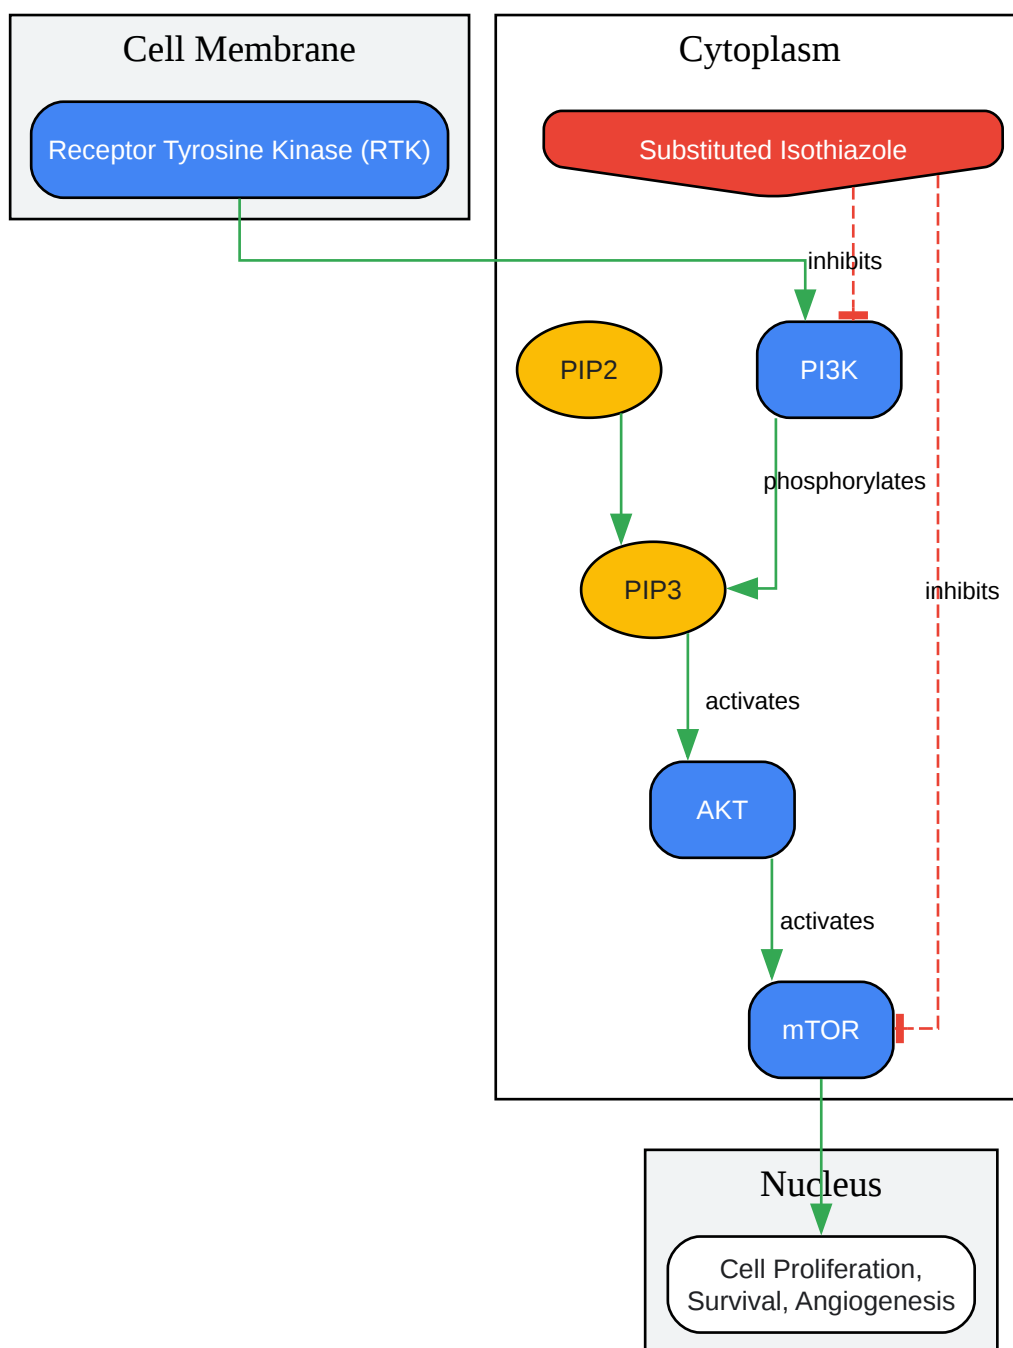 Cell Membrane
Cytoplasm
Receptor Tyrosine Kinase (RTK)
Substituted Isothiazole
inhibits
PIP2
PI3K
phosphorylates
PIP3
inhibits
activates
AKT
activates
mTOR
Nucleus
Cell Proliferation,
Survival, Angiogenesis